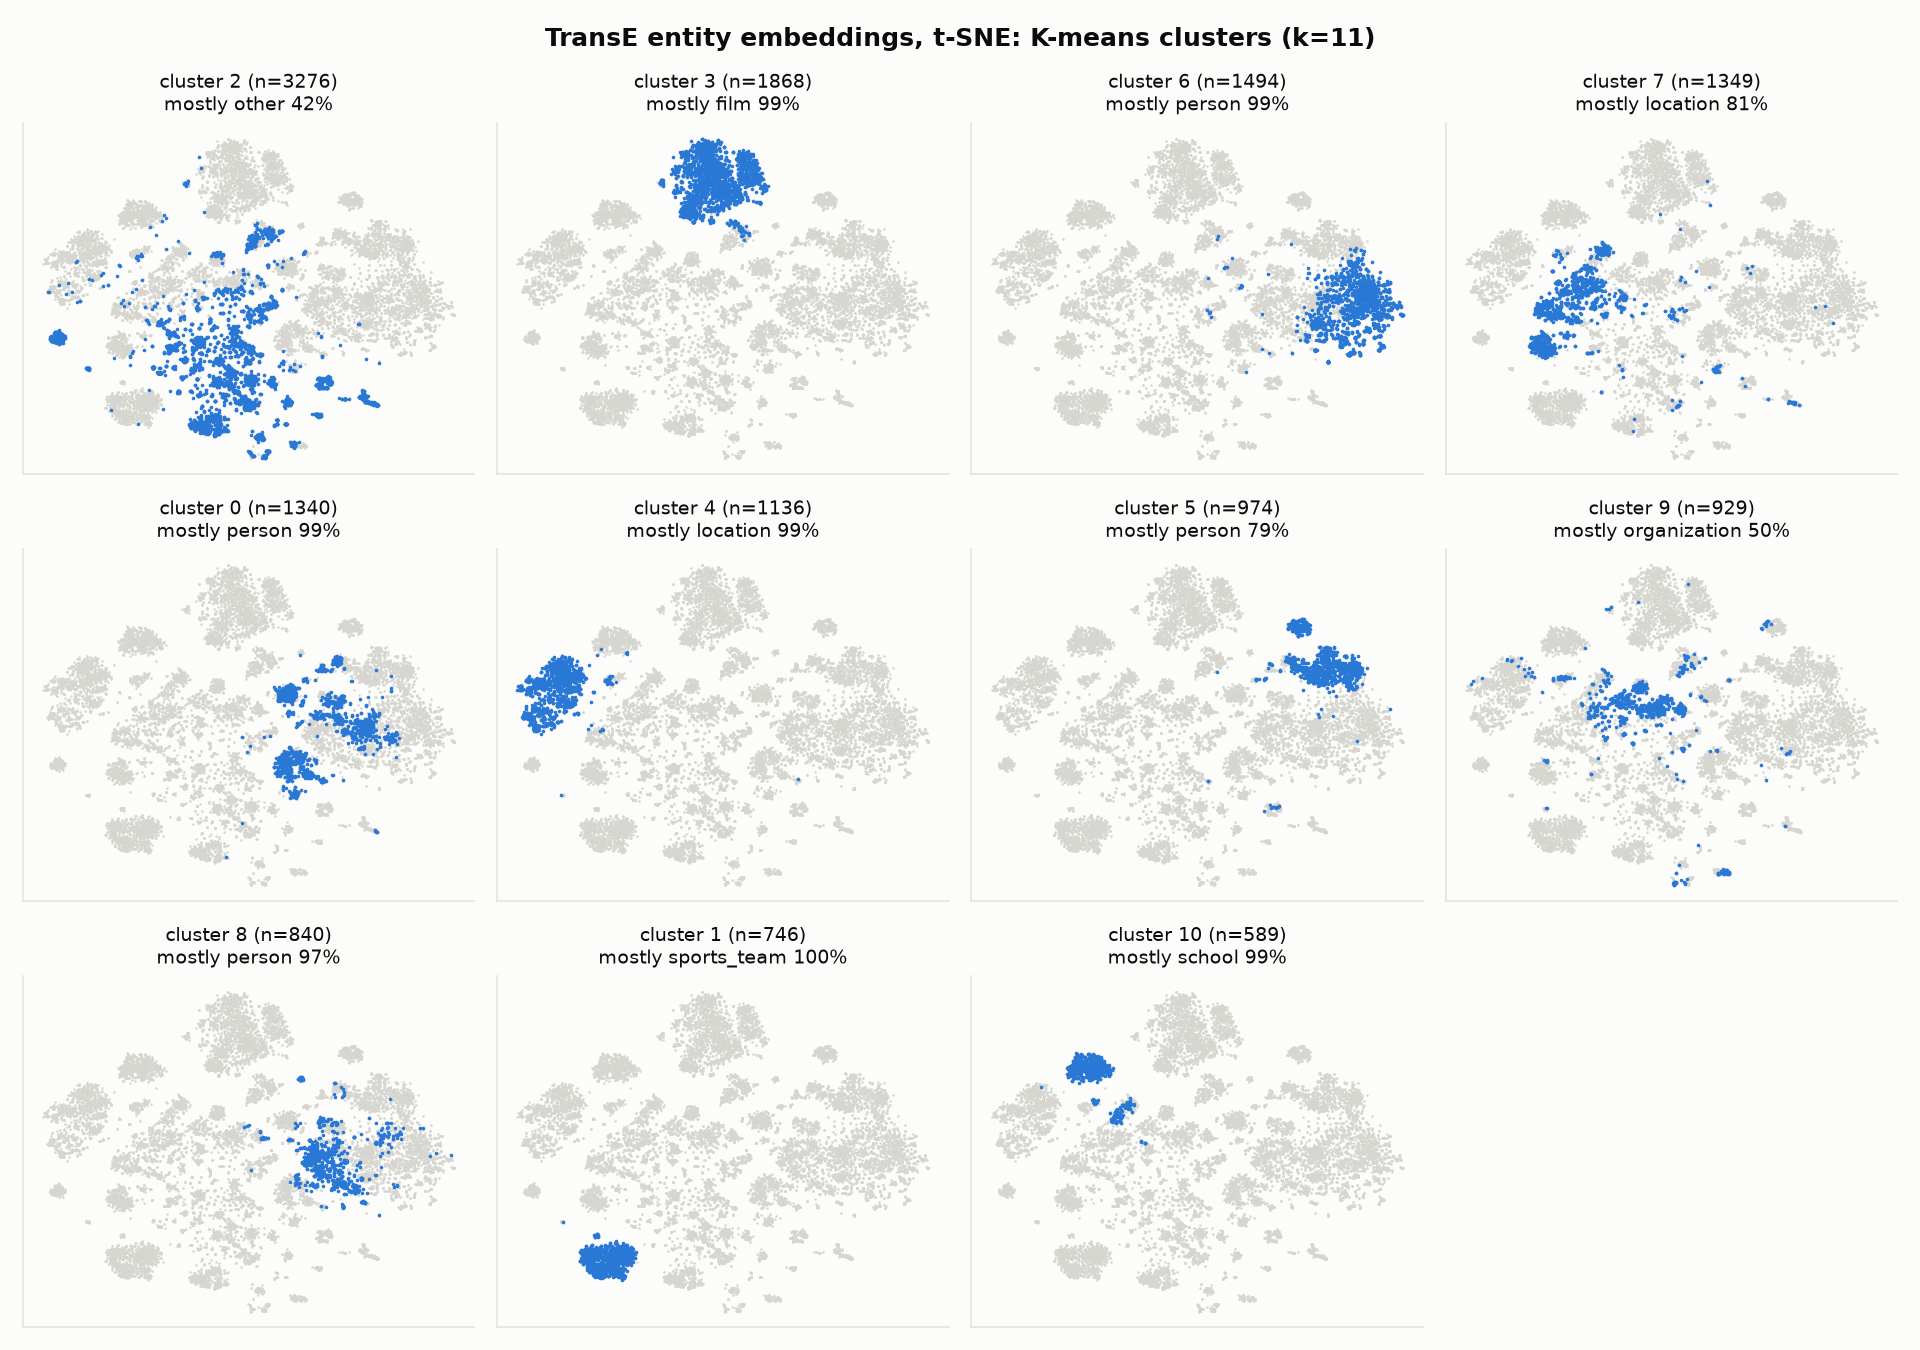 TransE entity embeddings, t-SNE: K-means clusters (k=11)
cluster 2 (n=3276)
mostly other 42%
cluster 3 (n=1868)
mostly film 99%
cluster 6 (n=1494)
mostly person 99%
cluster 7 (n=1349)
mostly location 81%
cluster 0 (n=1340)
mostly person 99%
cluster 4 (n=1136)
mostly location 99%
cluster 5 (n=974)
mostly person 79%
cluster 9 (n=929)
mostly organization 50%
cluster 8 (n=840)
mostly person 97%
cluster 1 (n=746)
mostly sports_team 100%
cluster 10 (n=589)
mostly school 99%